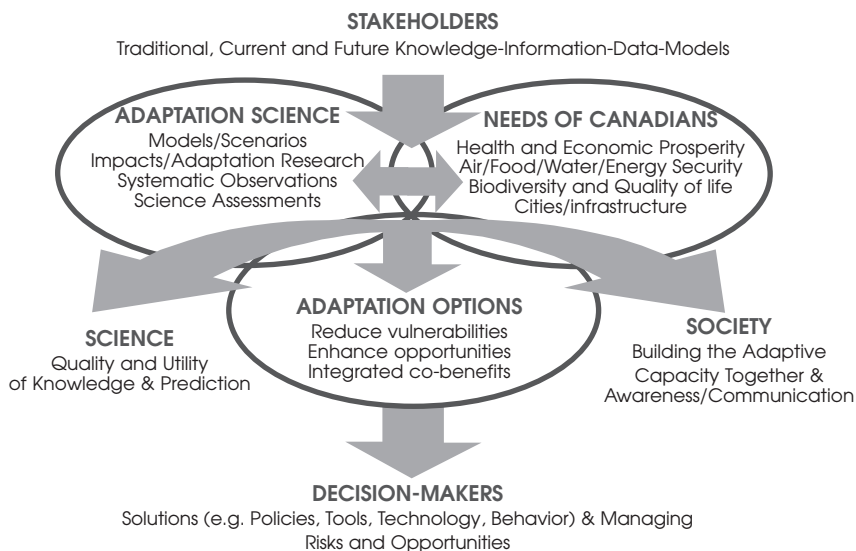 STAKEHOLDERS
Traditional, Current and Future Knowledge-Information-Data-Models
ADAPTATION SCIENCE
Models/Scenarios
Impacts/Adaptation Research
Systematic Observations
Science Assessments
NEEDS OF CANADIANS
Health and Economic Prosperity
Air/Food/Water/Energy Security
Biodiversity and Quality of life
Cities/infrastructure
SCIENCE
Quality and Utility
of Knowledge & Prediction
ADAPTATION OPTIONS
Reduce vulnerabilities
Enhance opportunities
Integrated co-benefits
SOCIETY
Building the Adaptive
Capacity Together &
Awareness/Communication
DECISION-MAKERS
Solutions (e.g. Policies, Tools, Technology, Behavior) & Managing
Risks and Opportunities